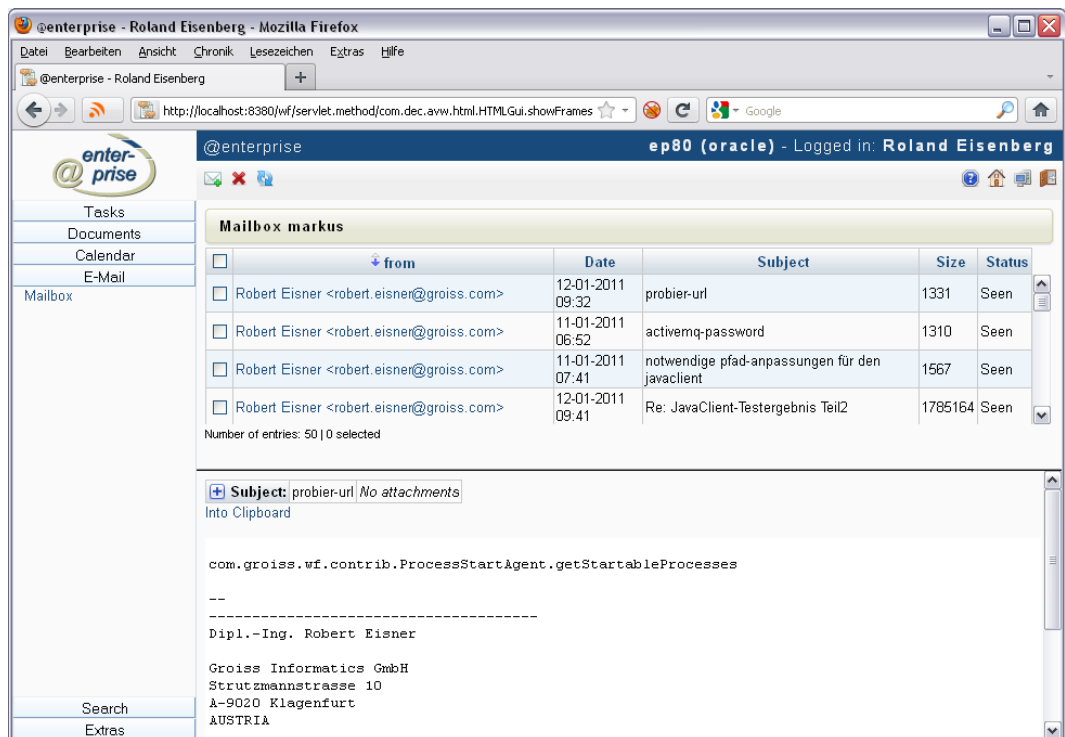 @enterprise - Roland Eisenberg - Mozilla Firefox
Datei Bearbeiten Ansicht Chronik Lesezeichen Extras Hilfe
@enterprise - Roland Eisenberg
http://localhost:8380/wf/servlet.method/com.dec.avw.html.HTMLGui.showFrames Google
enter-
@ prise
@enterprise ep80 (oracle) - Logged in: Roland Eisenberg
Tasks
Documents
Calendar
E-Mail
Mailbox
Search
Extras
Mailbox markus
from Date Subject Size Status
Robert Eisner <robert.eisner@groiss.com> 12-01-2011 09:32 probier-url 1331 Seen
Robert Eisner <robert.eisner@groiss.com> 11-01-2011 06:52 activemq-password 1310 Seen
Robert Eisner <robert.eisner@groiss.com> 11-01-2011 07:41 notwendige pfad-anpassungen für den javaclient 1567 Seen
Robert Eisner <robert.eisner@groiss.com> 12-01-2011 09:41 Re: JavaClient-Testergebnis Teil2 1785164 Seen
Number of entries: 50 | 0 selected
Subject: probier-url No attachments
Into Clipboard
com.groiss.wf.contrib.ProcessStartAgent.getStartableProcesses
--
-------------------------------------
Dipl.-Ing. Robert Eisner
Groiss Informatics GmbH
Strutzmannstrasse 10
A-9020 Klagenfurt
AUSTRIA